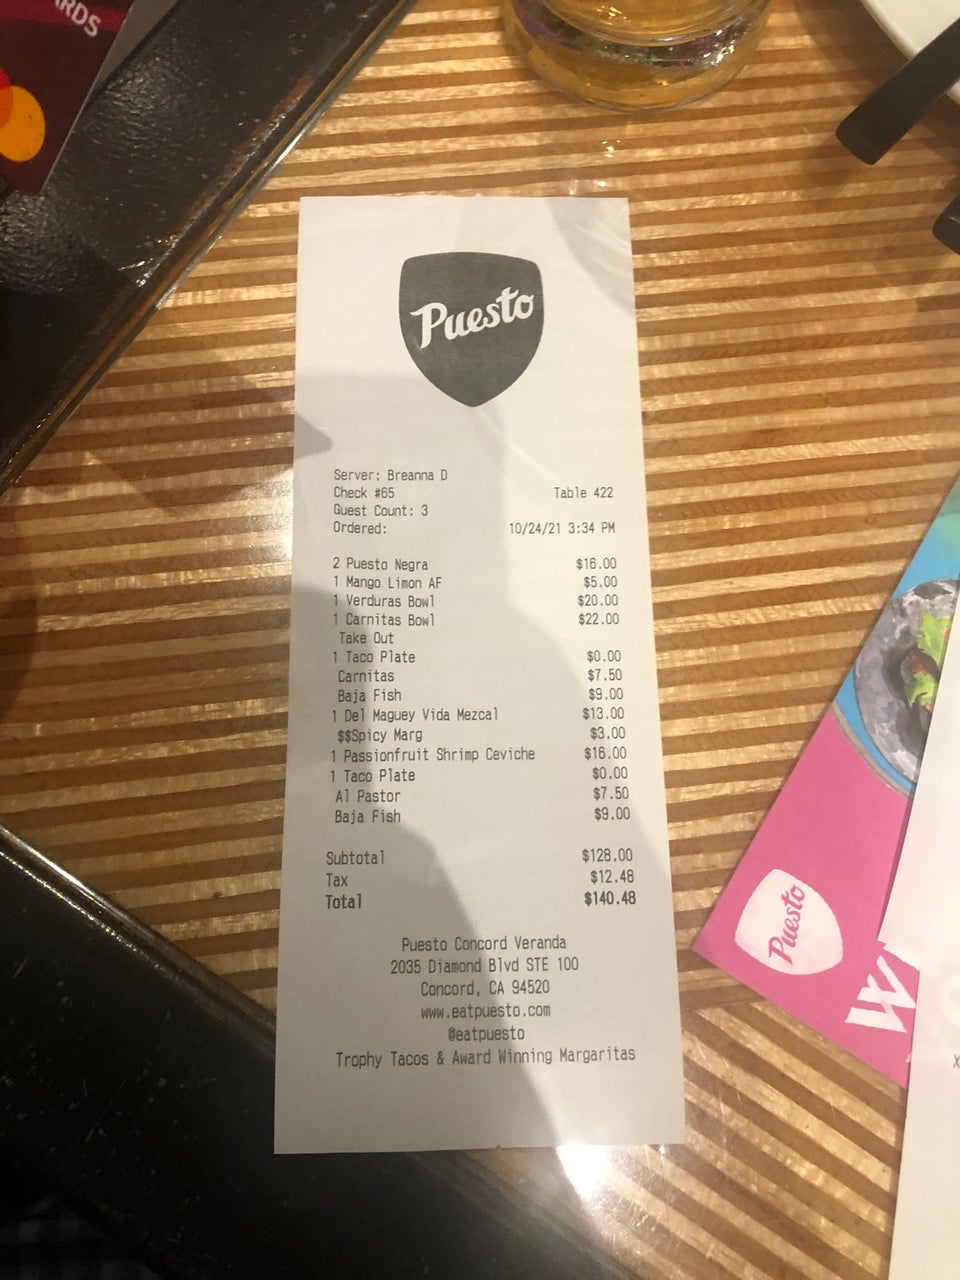 ARDS
Puesto
Server: Breanna D
Check #65 Table 422
Guest Count: 3
Ordered: 10/24/21 3:34 PM
2 Puesto Negra $16.00
1 Mango Limon AF $5.00
1 Verduras Bowl $20.00
1 Carnitas Bowl $22.00
Take Out
1 Taco Plate $0.00
Carnitas $7.50
Baja Fish $9.00
1 Del Maguey Vida Mezcal $13.00
$$Spicy Marg $3.00
1 Passionfruit Shrimp Ceviche $16.00
1 Taco Plate $0.00
Al Pastor $7.50
Baja Fish $9.00
Subtotal $128.00
Tax $12.48
Total $140.48
Puesto Concord Veranda
2035 Diamond Blvd STE 100
Concord, CA 94520
www.eatpuesto.com
@eatpuesto
Trophy Tacos & Award Winning Margaritas
Puesto
W
X